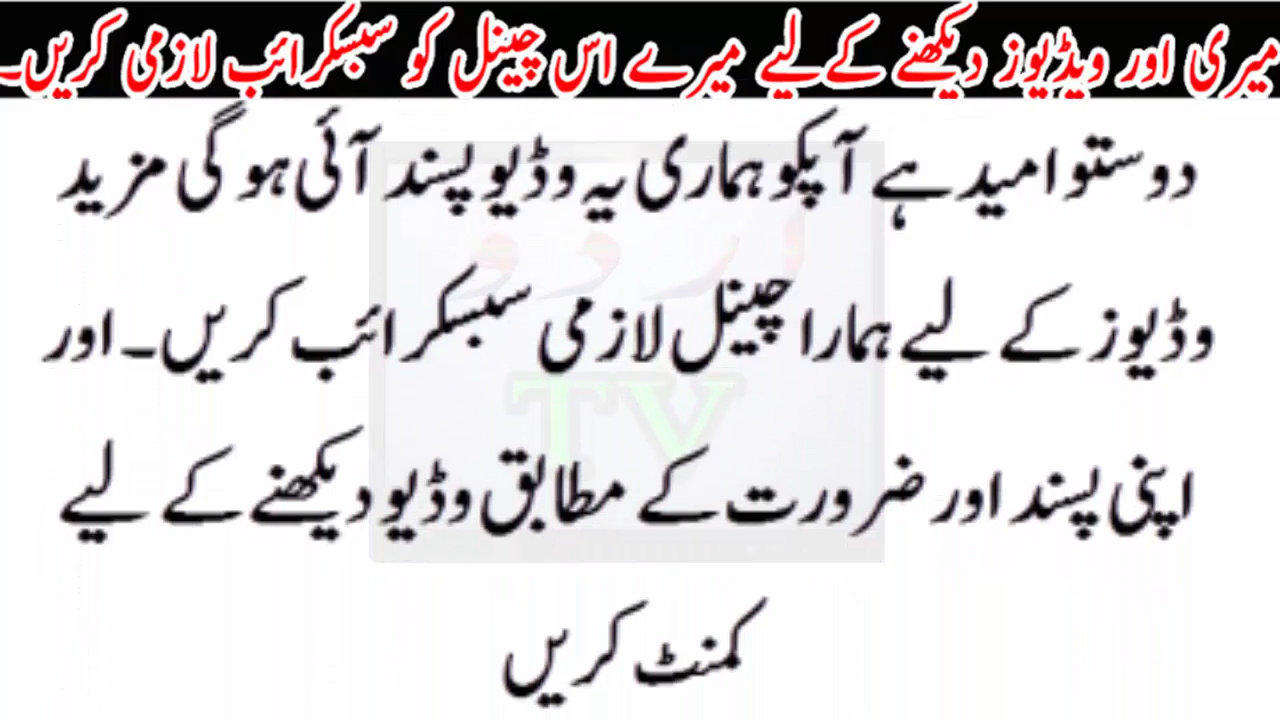 میری اور ویڈیوز دیکھنے کے لیے میرے اس چینل کو سبسکرائب لازمی کریں۔
دوستو امید ہے آپکو ہماری یہ وڈیو پسند آئی ہو گی مزید
وڈیوز کے لیے ہمارا چینل لازمی سبسکرائب کریں۔ اور
اپنی پسند اور ضرورت کے مطابق وڈیو دیکھنے کے لیے
کمنٹ کریں
اردو
TV